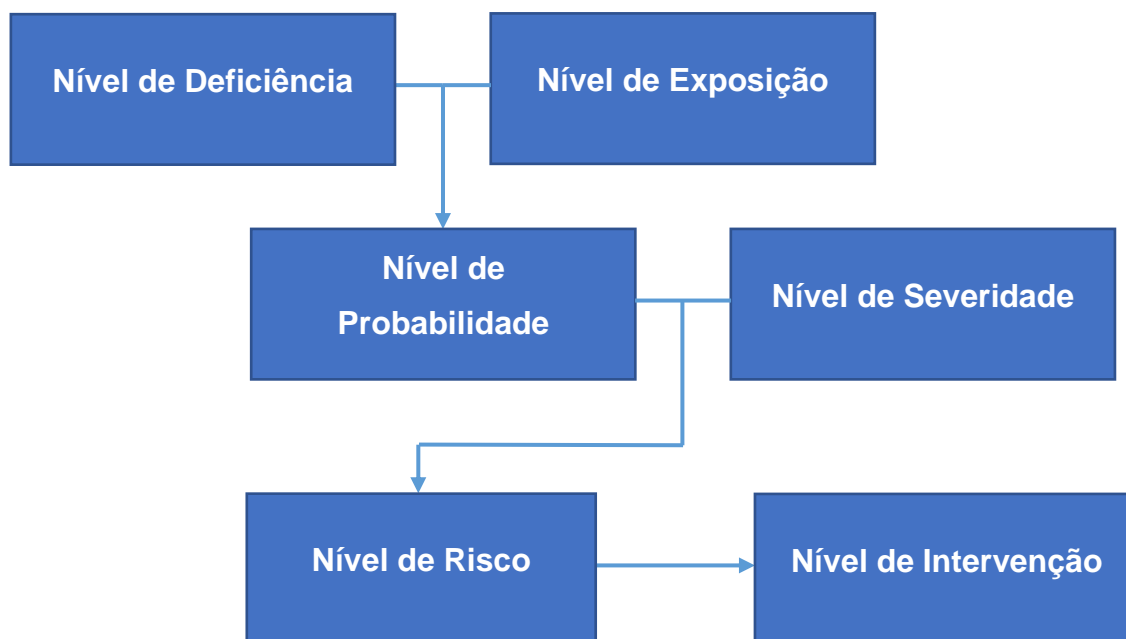 Nível de Deficiência
Nível de Exposição
Nível de
Probabilidade
Nível de Severidade
Nível de Risco
Nível de Intervenção